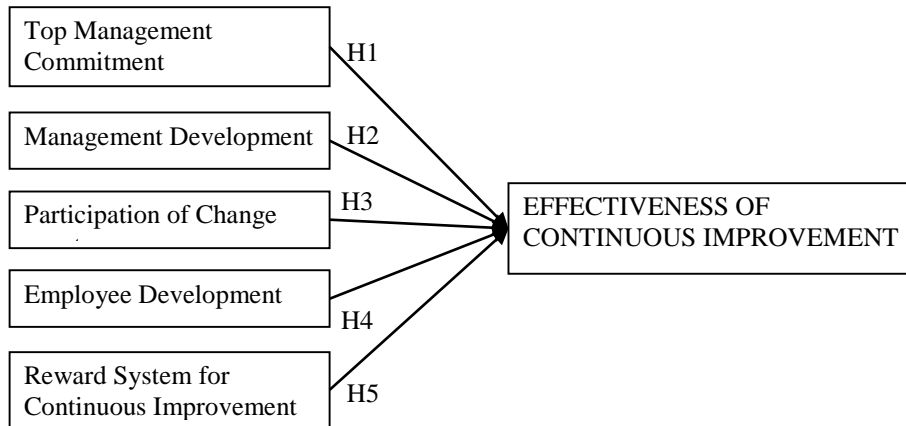 Top Management
Commitment
H1
Management Development
H2
Participation of Change
H3
Employee Development
H4
Reward System for
Continuous Improvement
H5
EFFECTIVENESS OF
CONTINUOUS IMPROVEMENT